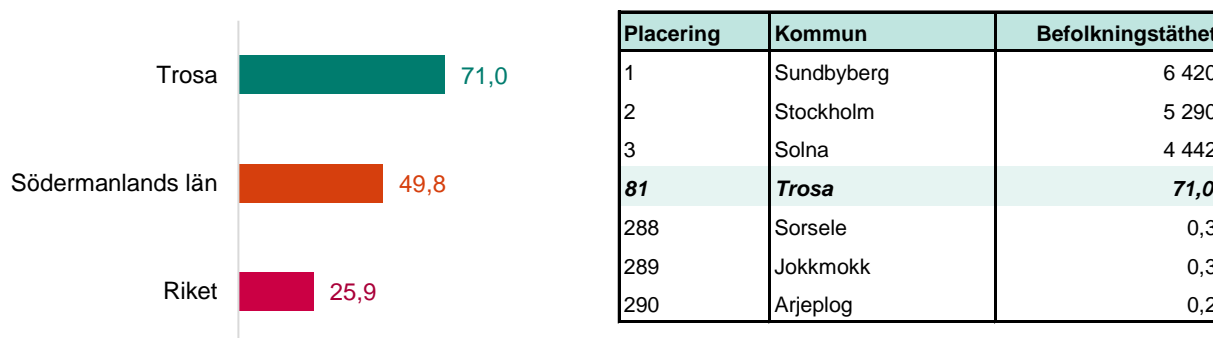 Trosa 71,0
Södermanlands län 49,8
Riket 25,9
Placering Kommun Befolkningstäthet
1 Sundbyberg 6 420
2 Stockholm 5 290
3 Solna 4 442
81 Trosa 71,0
288 Sorsele 0,3
289 Jokkmokk 0,3
290 Arjeplog 0,2